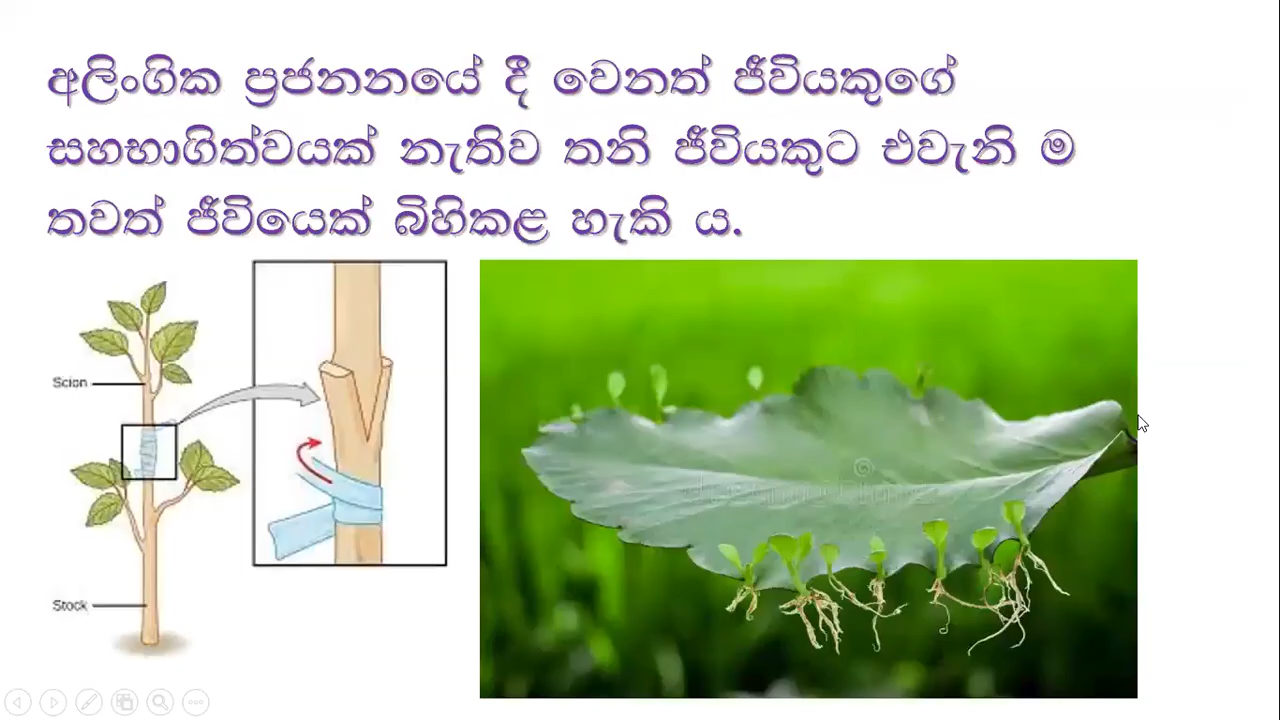 අලිංගික ප්‍රජනනයේ දී වෙනත් ජීවියකුගේ
සහභාගිත්වයක් නැතිව තනි ජීවියකුට එවැනි ම
තවත් ජීවියෙක් බිහිකළ හැකි ය.
Scion
Stock